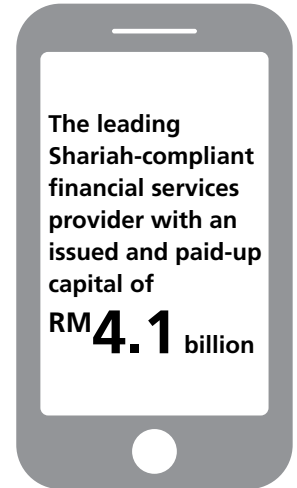 The leading
Shariah-compliant
financial services
provider with an
issued and paid-up
capital of
RM4.1 billion